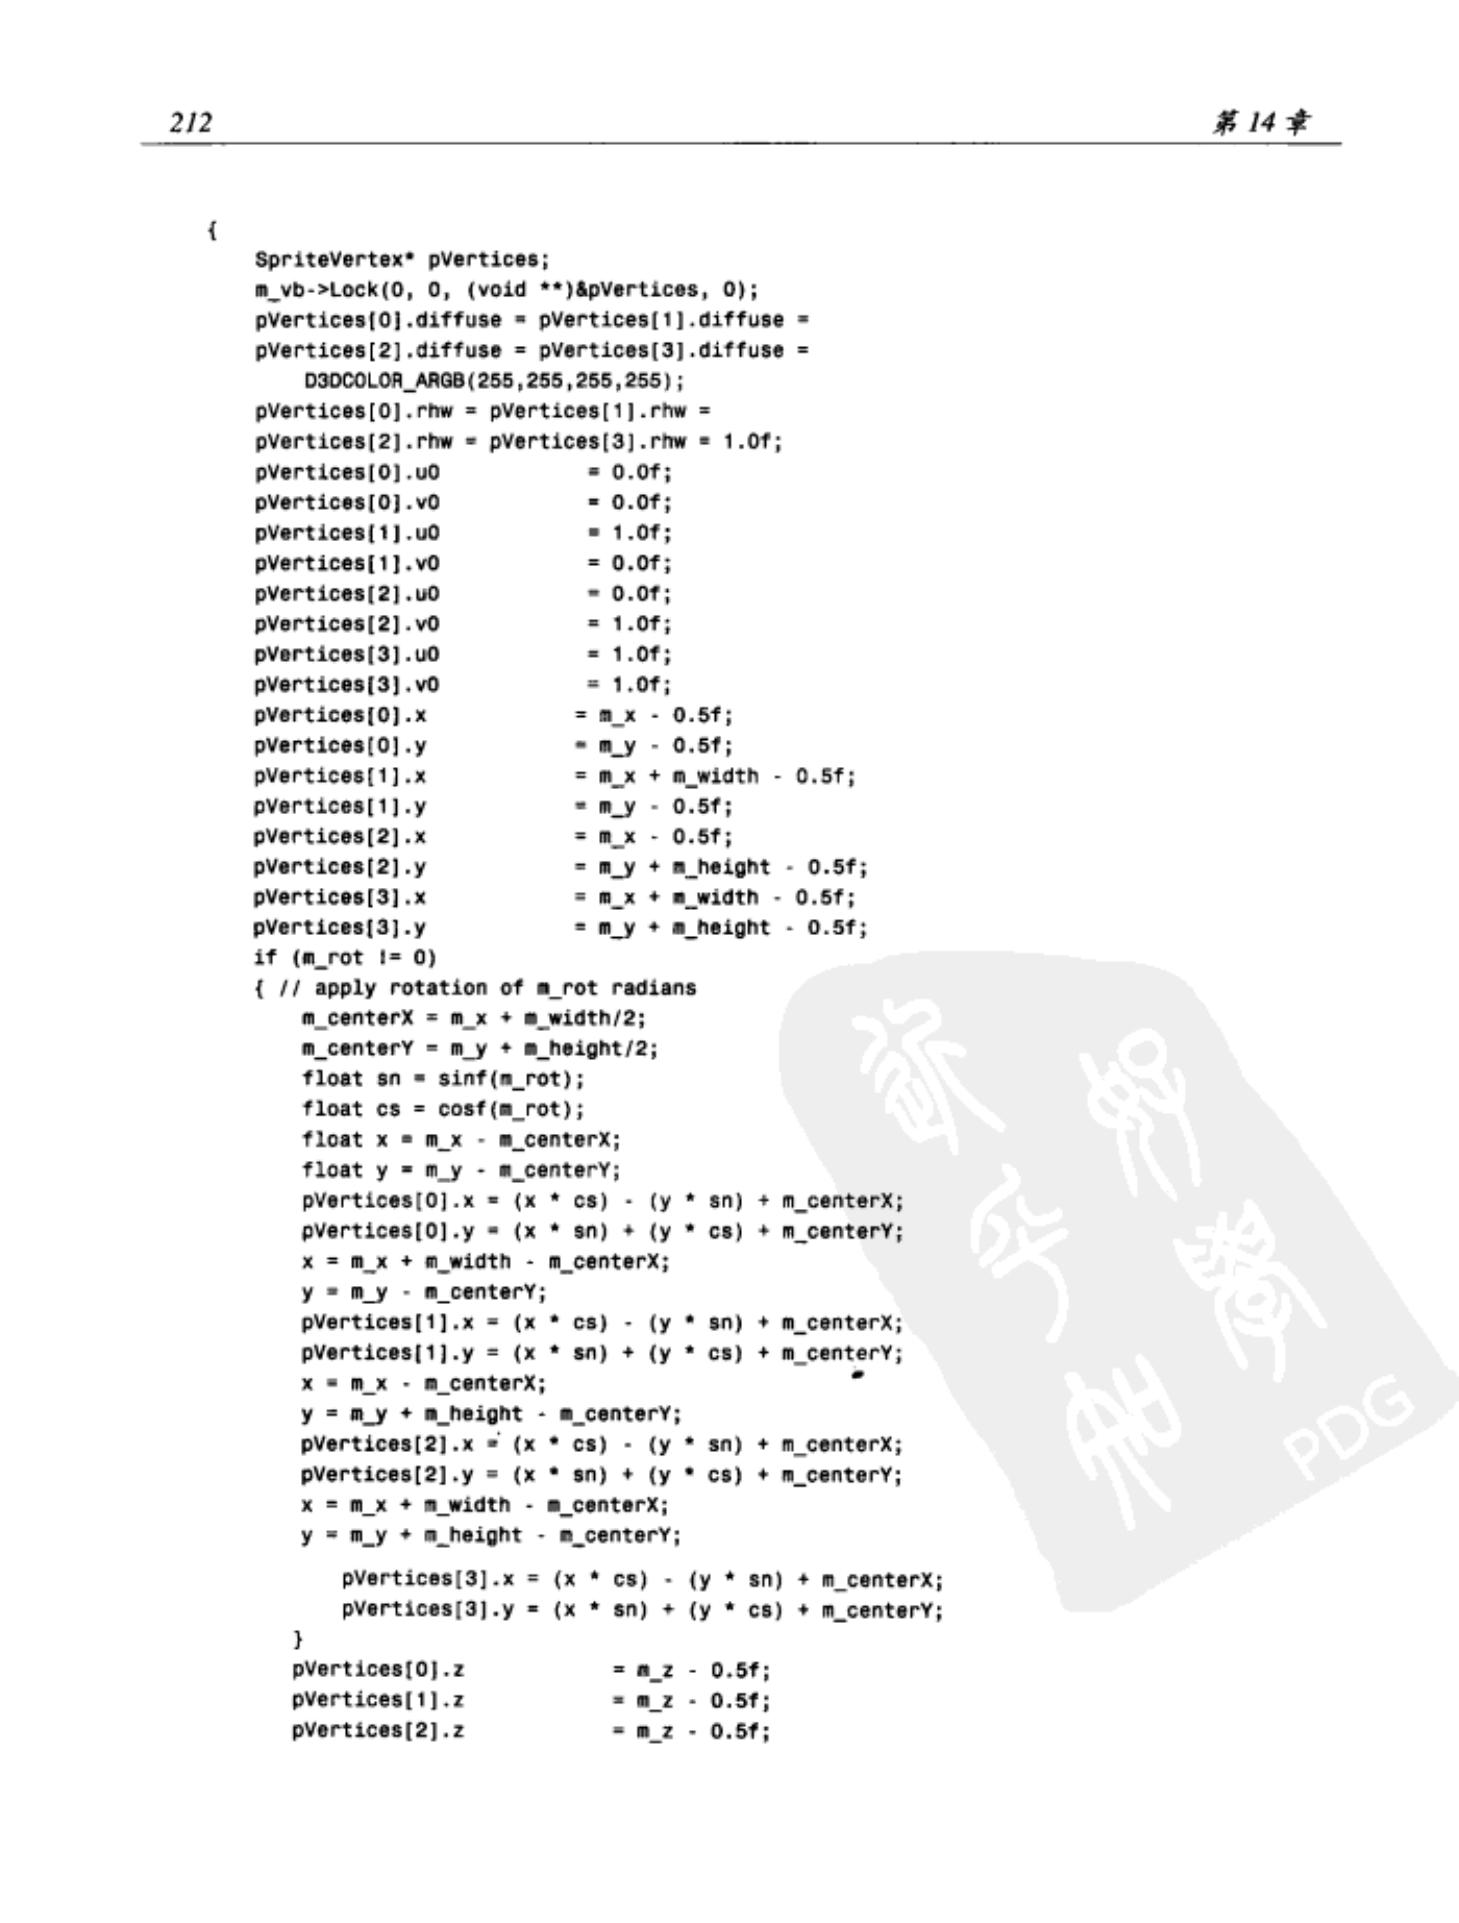 212
第 14 章
{
SpriteVertex* pVertices;
m_vb->Lock(0, 0, (void **)&pVertices, 0);
pVertices[0].diffuse = pVertices[1].diffuse =
pVertices[2].diffuse = pVertices[3].diffuse =
D3DCOLOR_ARGB(255,255,255,255);
pVertices[0].rhw = pVertices[1].rhw =
pVertices[2].rhw = pVertices[3].rhw = 1.0f;
pVertices[0].u0 = 0.0f;
pVertices[0].v0 = 0.0f;
pVertices[1].u0 = 1.0f;
pVertices[1].v0 = 0.0f;
pVertices[2].u0 = 0.0f;
pVertices[2].v0 = 1.0f;
pVertices[3].u0 = 1.0f;
pVertices[3].v0 = 1.0f;
pVertices[0].x = m_x - 0.5f;
pVertices[0].y = m_y - 0.5f;
pVertices[1].x = m_x + m_width - 0.5f;
pVertices[1].y = m_y - 0.5f;
pVertices[2].x = m_x - 0.5f;
pVertices[2].y = m_y + m_height - 0.5f;
pVertices[3].x = m_x + m_width - 0.5f;
pVertices[3].y = m_y + m_height - 0.5f;
if (m_rot != 0)
{ // apply rotation of m_rot radians
m_centerX = m_x + m_width/2;
m_centerY = m_y + m_height/2;
float sn = sinf(m_rot);
float cs = cosf(m_rot);
float x = m_x - m_centerX;
float y = m_y - m_centerY;
pVertices[0].x = (x * cs) - (y * sn) + m_centerX;
pVertices[0].y = (x * sn) + (y * cs) + m_centerY;
x = m_x + m_width - m_centerX;
y = m_y - m_centerY;
pVertices[1].x = (x * cs) - (y * sn) + m_centerX;
pVertices[1].y = (x * sn) + (y * cs) + m_centerY;
x = m_x - m_centerX;
y = m_y + m_height - m_centerY;
pVertices[2].x = (x * cs) - (y * sn) + m_centerX;
pVertices[2].y = (x * sn) + (y * cs) + m_centerY;
x = m_x + m_width - m_centerX;
y = m_y + m_height - m_centerY;
pVertices[3].x = (x * cs) - (y * sn) + m_centerX;
pVertices[3].y = (x * sn) + (y * cs) + m_centerY;
}
pVertices[0].z = m_z - 0.5f;
pVertices[1].z = m_z - 0.5f;
pVertices[2].z = m_z - 0.5f;
PDG